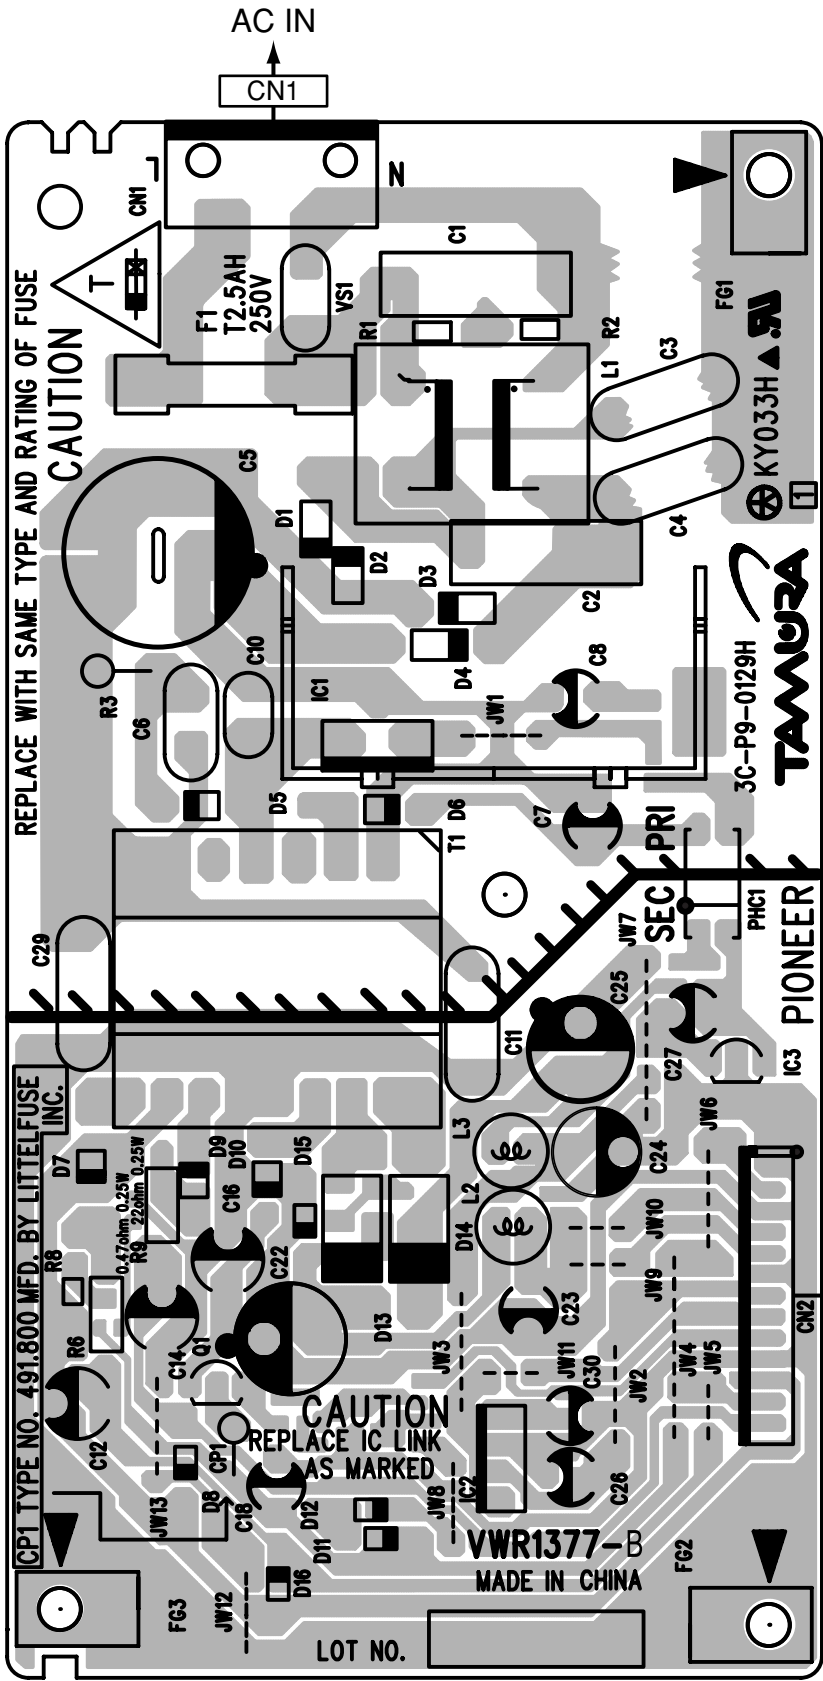 AC IN
CN1
N
CN1
C1
T
F1
T2.5AH
250V
VS1
FG1
REPLACE WITH SAME TYPE AND RATING OF FUSE
CAUTION
R1
R2
L1
C3
KY033H
1
C5
D1
D2
D3
C4
C2
TAMURA
3C-P9-0129H
C10
R3
C6
IC1
D4
JW1
C8
D5
D6
C7
T1
PRI
SEC
JW7
PHC1
PIONEER
C29
C25
C11
C27
IC3
CP1 TYPE NO. 491.800 MFD. BY LITTELFUSE
INC.
D7
0.47ohm 0.25W
22ohm 0.25W
D9
D10
D15
L3
C24
JW6
R8
R9
C16
L2
D14
JW10
C22
JW9
CN2
R6
C14
Q1
D13
JW3
C23
JW11
C30
JW2
JW4
JW5
C12
CP1
CAUTION
REPLACE IC LINK
AS MARKED
IC2
C26
JW13
D8
C18
D12
D11
JW8
VWR1377-B
MADE IN CHINA
FG2
FG3
JW12
D16
LOT NO.